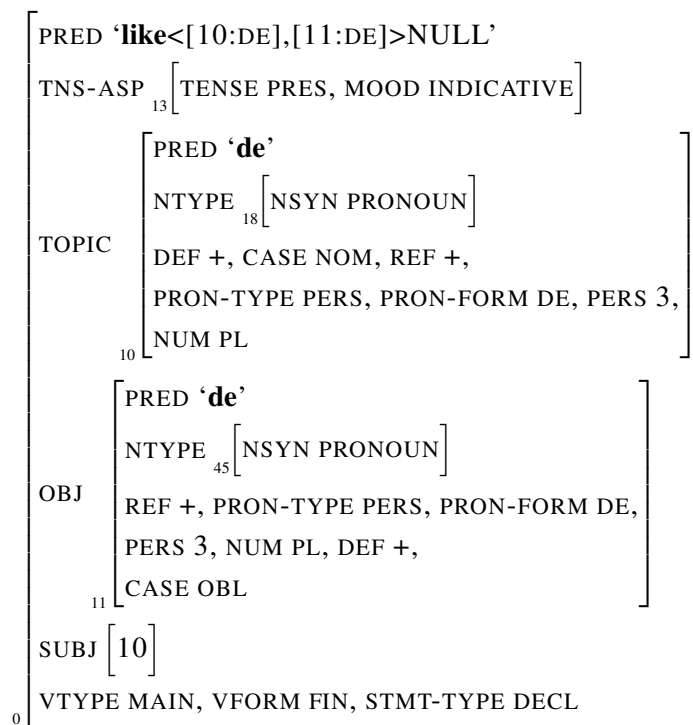 PRED ‘like<[10:DE],[11:DE]>NULL’
TNS-ASP 13[TENSE PRES, MOOD INDICATIVE]
PRED ‘de’
NTYPE 18[NSYN PRONOUN]
TOPIC DEF +, CASE NOM, REF +,
PRON-TYPE PERS, PRON-FORM DE, PERS 3,
10 NUM PL
PRED ‘de’
NTYPE 45[NSYN PRONOUN]
OBJ REF +, PRON-TYPE PERS, PRON-FORM DE,
PERS 3, NUM PL, DEF +,
11 CASE OBL
SUBJ [10]
0 VTYPE MAIN, VFORM FIN, STMT-TYPE DECL